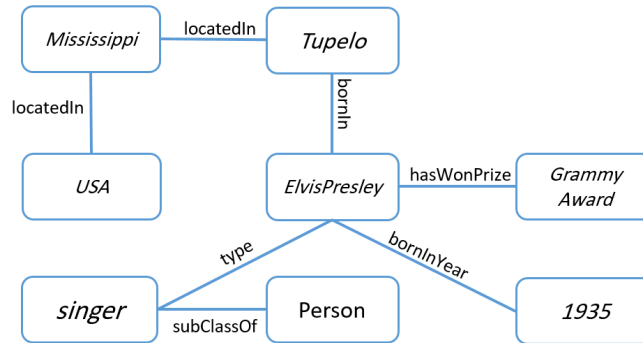 Mississippi
locatedIn
Tupelo
locatedIn
bornIn
USA
ElvisPresley
hasWonPrize
Grammy
Award
type
bornInYear
singer
subClassOf
Person
1935